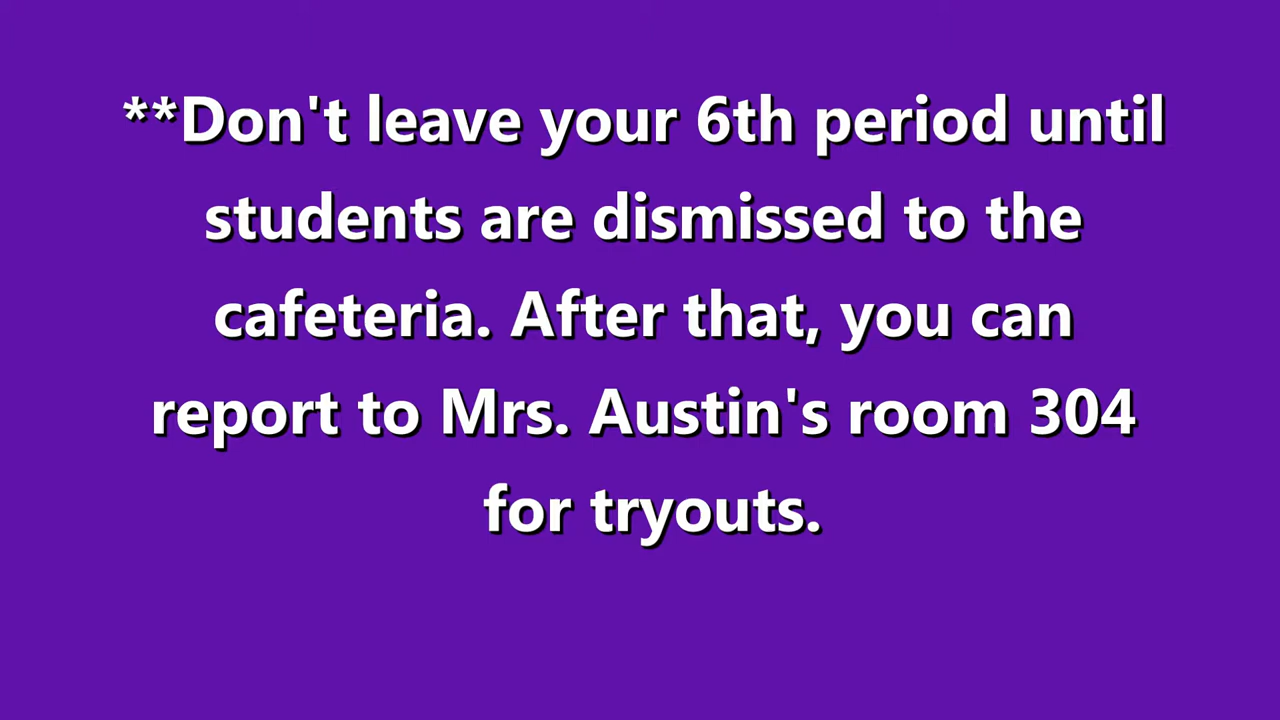 **Don't leave your 6th period until
students are dismissed to the
cafeteria. After that, you can
report to Mrs. Austin's room 304
for tryouts.